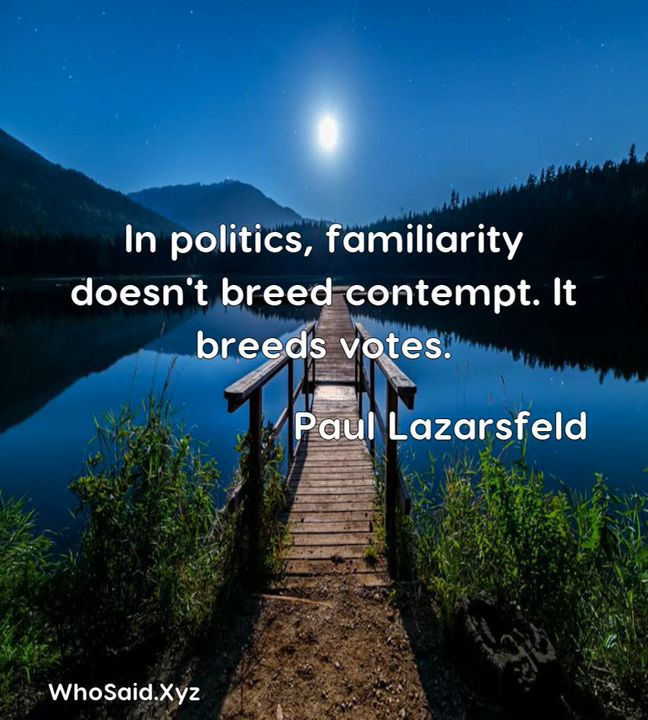 In politics, familiarity
doesn't breed contempt. It
breeds votes.
Paul Lazarsfeld
WhoSaid.Xyz